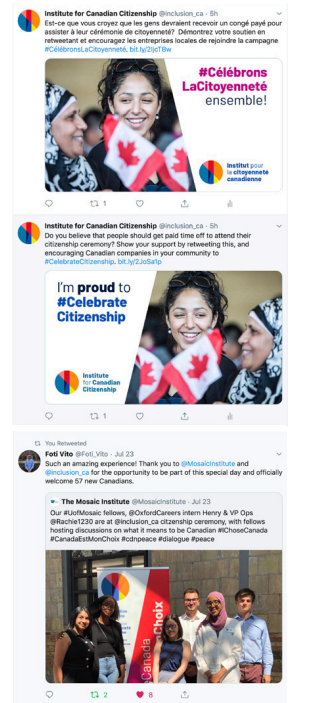 Institute for Canadian Citizenship @inclusion_ca · 5h
Est-ce que vous croyez que les gens devraient recevoir un congé payé pour
assister à leur cérémonie de citoyenneté? Démontrez votre soutien en
retweetant et encouragez les entreprises locales de rejoindre la campagne
#CélébronsLaCitoyenneté. bit.ly/2ljcTBw
#Célébrons
LaCitoyenneté
ensemble!
Institut pour
la citoyenneté
canadienne
1
Institute for Canadian Citizenship @inclusion_ca · 5h
Do you believe that people should get paid time off to attend their
citizenship ceremony? Show your support by retweeting this, and
encouraging Canadian companies in your community to
#CelebrateCitizenship. bit.ly/2JoSa1p
I'm proud to
#Celebrate
Citizenship
Institute
for Canadian
Citizenship
1
You Retweeted
Foti Vito @Foti_Vito · Jul 23
Such an amazing experience! Thank you to @MosaicInstitute and
@inclusion_ca for the opportunity to be part of this special day and officially
welcome 57 new Canadians.
The Mosaic Institute @MosaicInstitute · Jul 23
Our #UofMosaic fellows, @OxfordCareers intern Henry & VP Ops
@Rachie1230 are at @inclusion_ca citzenship ceremony, with fellows
hosting discussions on what it means to be Canadian #IChoseCanada
#CanadaEstMonChoix #cdnpeace #dialogue #peace
2 8